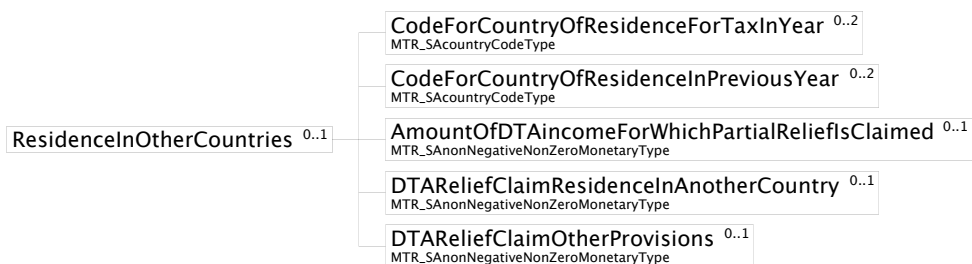 CodeForCountryOfResidenceForTaxInYear 0..2
MTR_SAcountryCodeType
CodeForCountryOfResidenceInPreviousYear 0..2
MTR_SAcountryCodeType
ResidenceInOtherCountries 0..1
AmountOfDTAincomeForWhichPartialReliefIsClaimed 0..1
MTR_SAnonNegativeNonZeroMonetaryType
DTAReliefClaimResidenceInAnotherCountry 0..1
MTR_SAnonNegativeNonZeroMonetaryType
DTAReliefClaimOtherProvisions 0..1
MTR_SAnonNegativeNonZeroMonetaryType